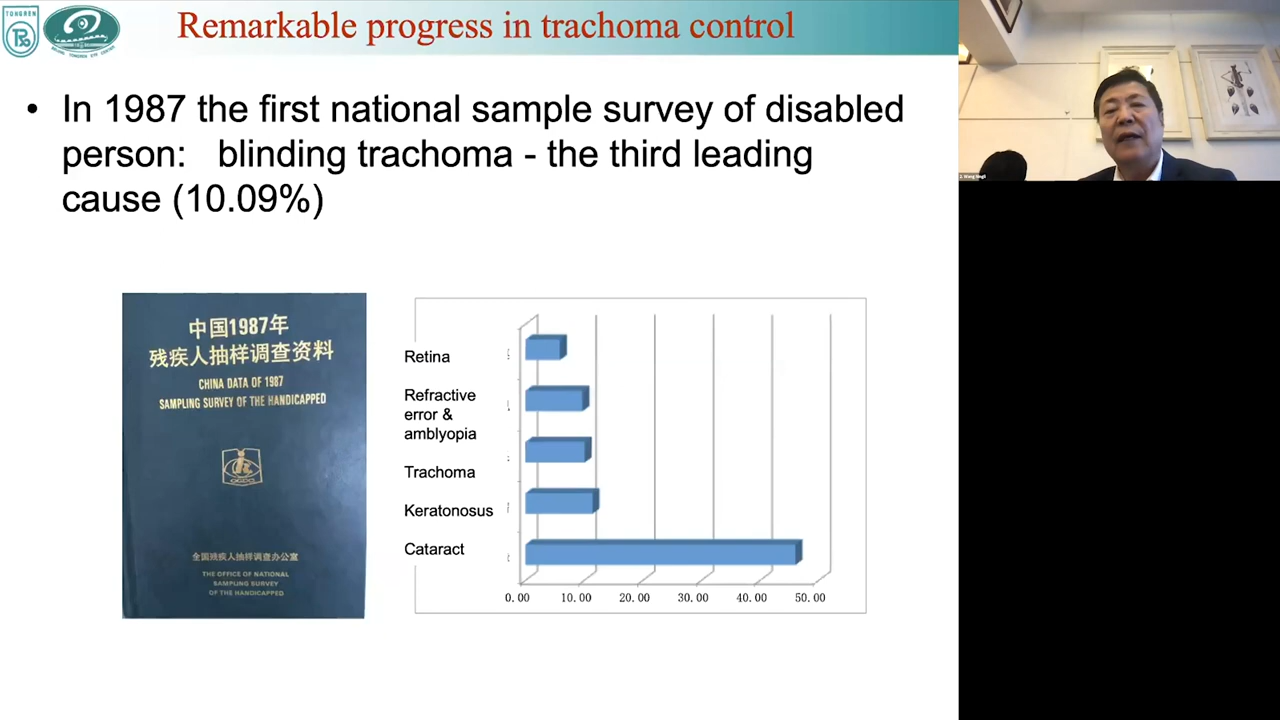 TONGREN
Remarkable progress in trachoma control
• In 1987 the first national sample survey of disabled
person: blinding trachoma - the third leading
cause (10.09%)
中国1987年
残疾人抽样调查资料
CHINA DATA OF 1987
SAMPLING SURVEY OF THE HANDICAPPED
全国残疾人抽样调查办公室
THE OFFICE OF NATIONAL
SAMPLING SURVEY
OF THE HANDICAPPED
Retina
Refractive
error &
amblyopia
Trachoma
Keratonosus
Cataract
0.00 10.00 20.00 30.00 40.00 50.00